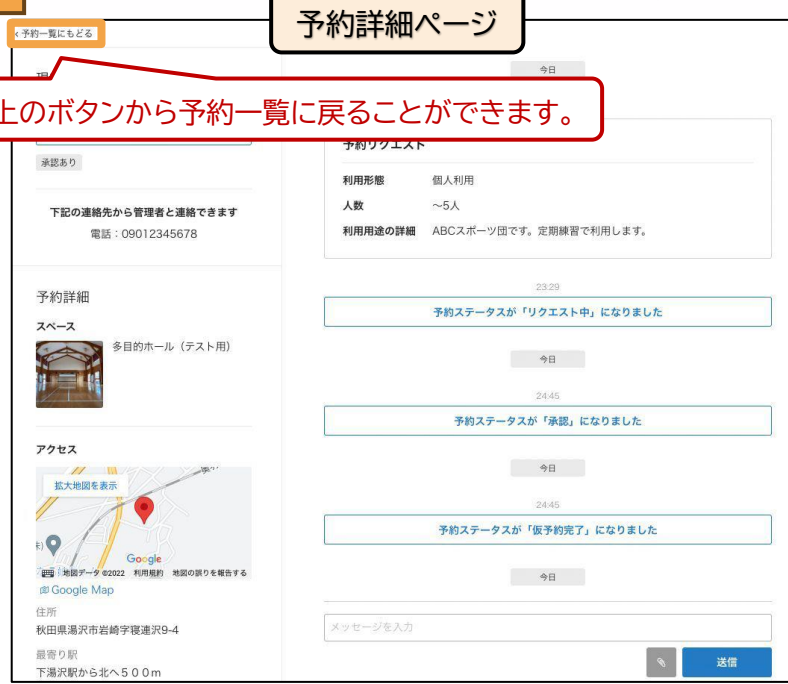 予約詳細ページ
‹ 予約一覧にもどる
上のボタンから予約一覧に戻ることができます。
承認あり
下記の連絡先から管理者と連絡できます
電話：09012345678
予約詳細
スペース
多目的ホール（テスト用）
アクセス
拡大地図を表示
Google
地図データ ©2022 利用規約 地図の誤りを報告する
Google Map
住所
秋田県湯沢市岩崎字寝連沢9-4
最寄り駅
下湯沢駅から北へ５００m
今日
予約リクエスト
利用形態 個人利用
人数 〜5人
利用用途の詳細 ABCスポーツ団です。定期練習で利用します。
23:29
予約ステータスが「リクエスト中」になりました
今日
24:45
予約ステータスが「承認」になりました
今日
24:45
予約ステータスが「仮予約完了」になりました
今日
メッセージを入力
送信